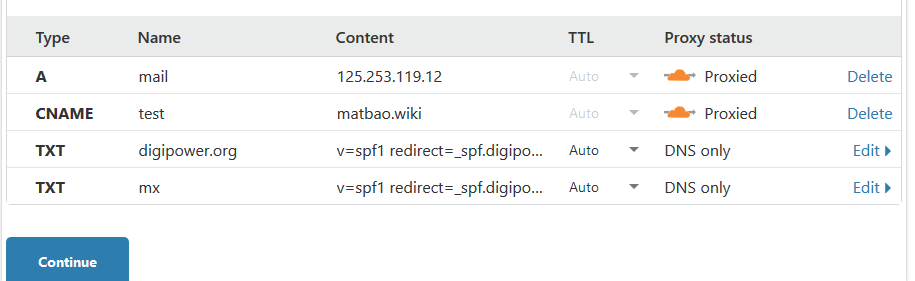 Type Name Content TTL Proxy status
A mail 125.253.119.12 Auto Proxied Delete
CNAME test matbao.wiki Auto Proxied Delete
TXT digipower.org v=spf1 redirect=_spf.digipo... Auto DNS only Edit
TXT mx v=spf1 redirect=_spf.digipo... Auto DNS only Edit
Continue